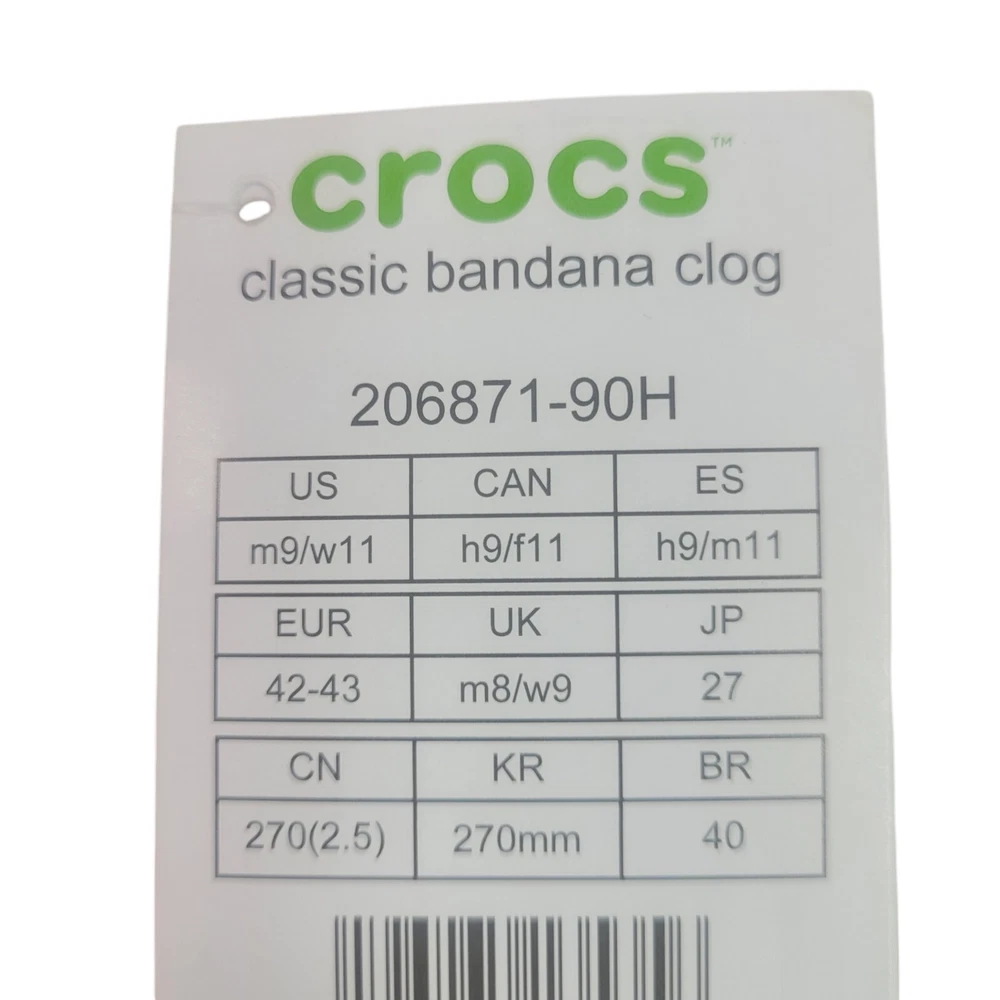 crocs™
classic bandana clog
206871-90H
US CAN ES
m9/w11 h9/f11 h9/m11
EUR UK JP
42-43 m8/w9 27
CN KR BR
270(2.5) 270mm 40